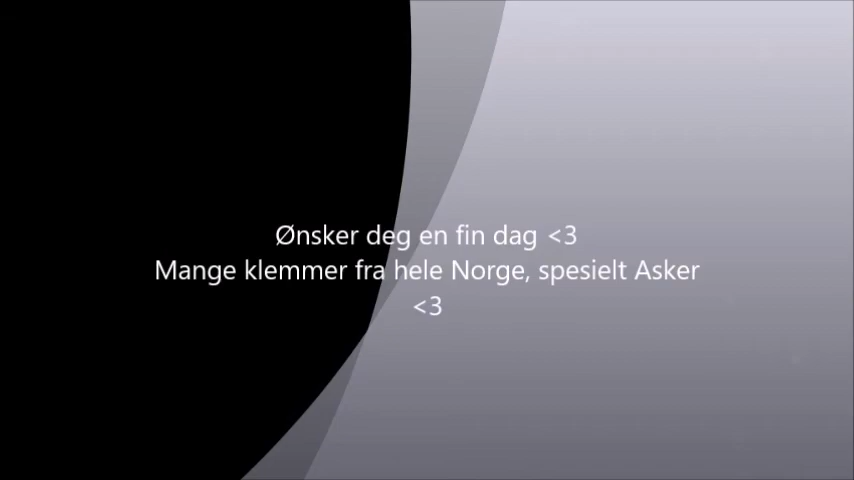 Ønsker deg en fin dag <3
Mange klemmer fra hele Norge, spesielt Asker
<3